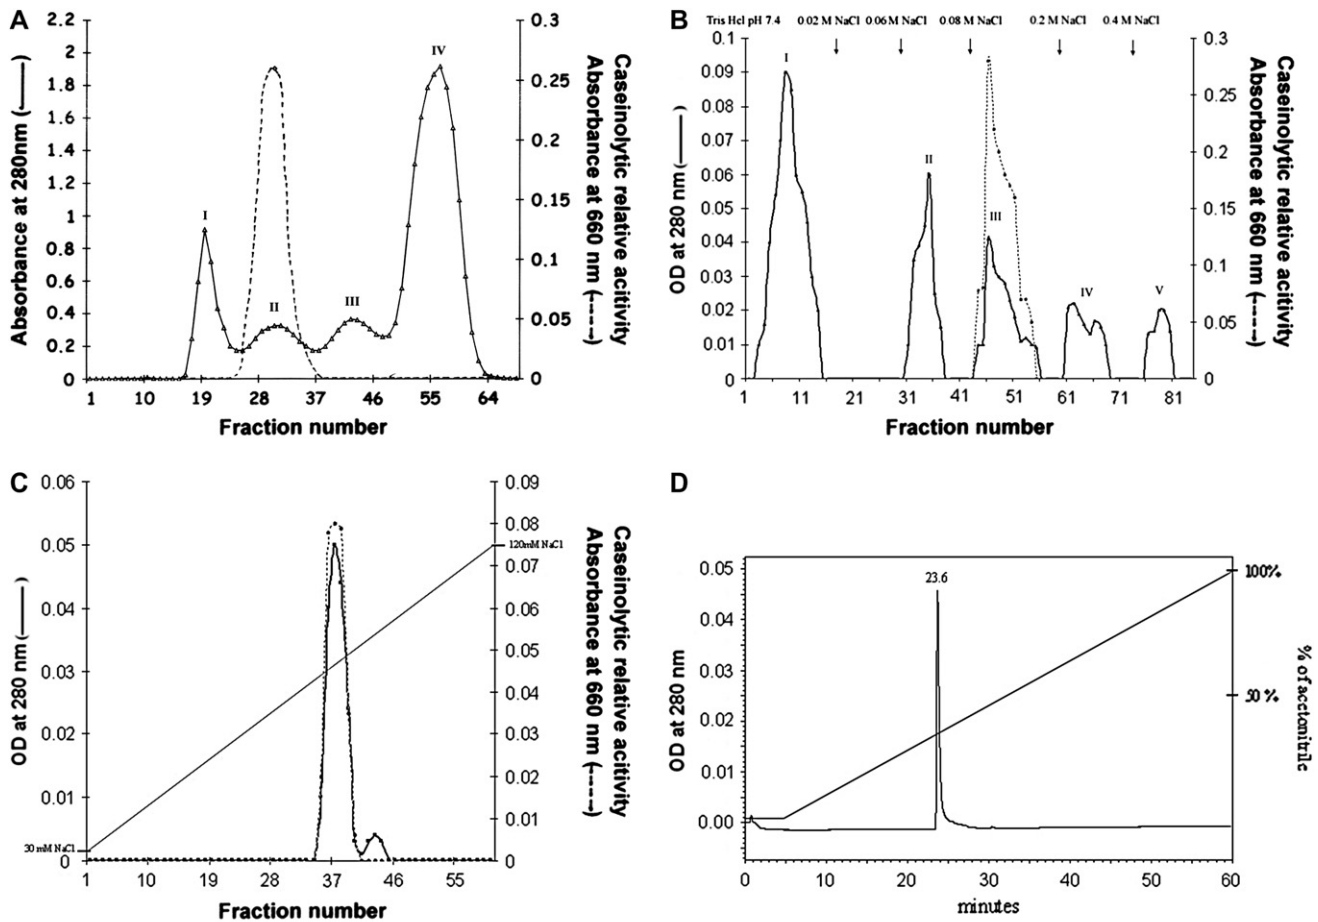 A
Absorbance at 280nm (——)
2.2
2
1.8
1.6
1.4
1.2
1
0.8
0.6
0.4
0.2
0
I
II
III
IV
0.3
0.25
0.2
0.15
0.1
0.05
0
Caseinolytic relative acitivity
Absorbance at 660 nm (----)
1 10 19 28 37 46 55 64
Fraction number
B
Tris Hcl pH 7.4 0.02 M NaCl 0.06 M NaCl 0.08 M NaCl 0.2 M NaCl 0.4 M NaCl
OD at 280 nm (——)
0.1
0.09
0.08
0.07
0.06
0.05
0.04
0.03
0.02
0.01
0
I
II
III
IV
V
0.3
0.25
0.2
0.15
0.1
0.05
0
Caseinolytic relative acitivity
Absorbance at 660 nm (----)
1 11 21 31 41 51 61 71 81
Fraction number
C
OD at 280 nm (——)
0.06
0.05
0.04
0.03
0.02
0.01
0
30 mM NaCl
120mM NaCl
0.09
0.08
0.07
0.06
0.05
0.04
0.03
0.02
0.01
0
Caseinolytic relative acitivity
Absorbance at 660 nm (----)
1 10 19 28 37 46 55
Fraction number
D
OD at 280 nm
0.05
0.04
0.03
0.02
0.01
0.00
23.6
100%
50 %
% of acetonitrile
0 10 20 30 40 50 60
minutes